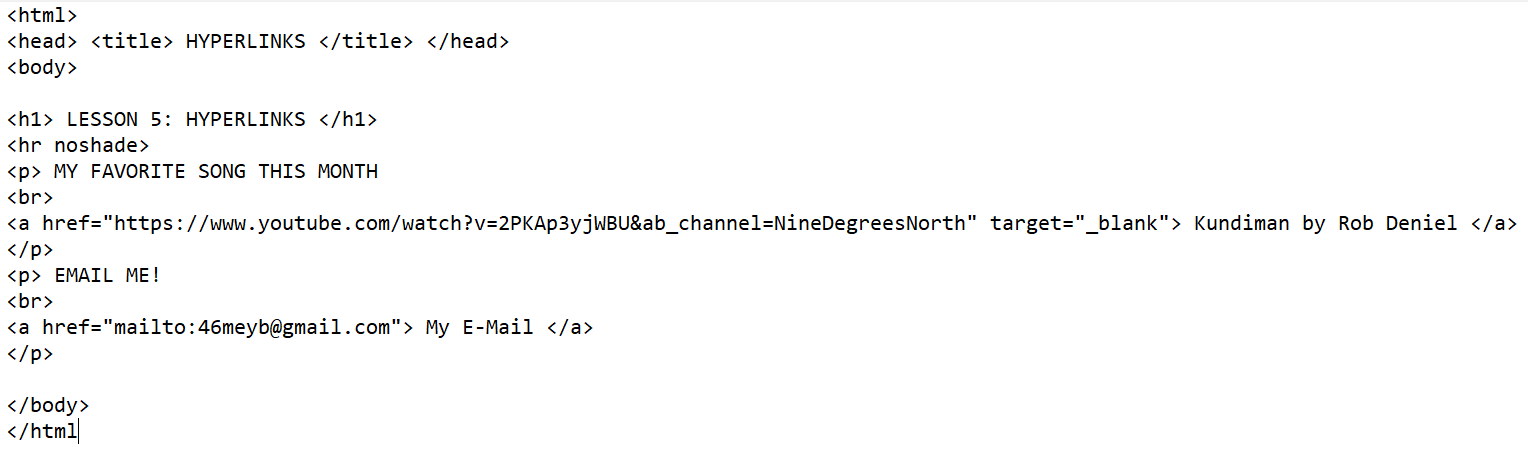 <html>
<head> <title> HYPERLINKS </title> </head>
<body>

<h1> LESSON 5: HYPERLINKS </h1>
<hr noshade>
<p> MY FAVORITE SONG THIS MONTH
<br>
<a href="https://www.youtube.com/watch?v=2PKAp3yjWBU&ab_channel=NineDegreesNorth" target="_blank"> Kundiman by Rob Deniel </a>
</p>
<p> EMAIL ME!
<br>
<a href="mailto:46meyb@gmail.com"> My E-Mail </a>
</p>

</body>
</html